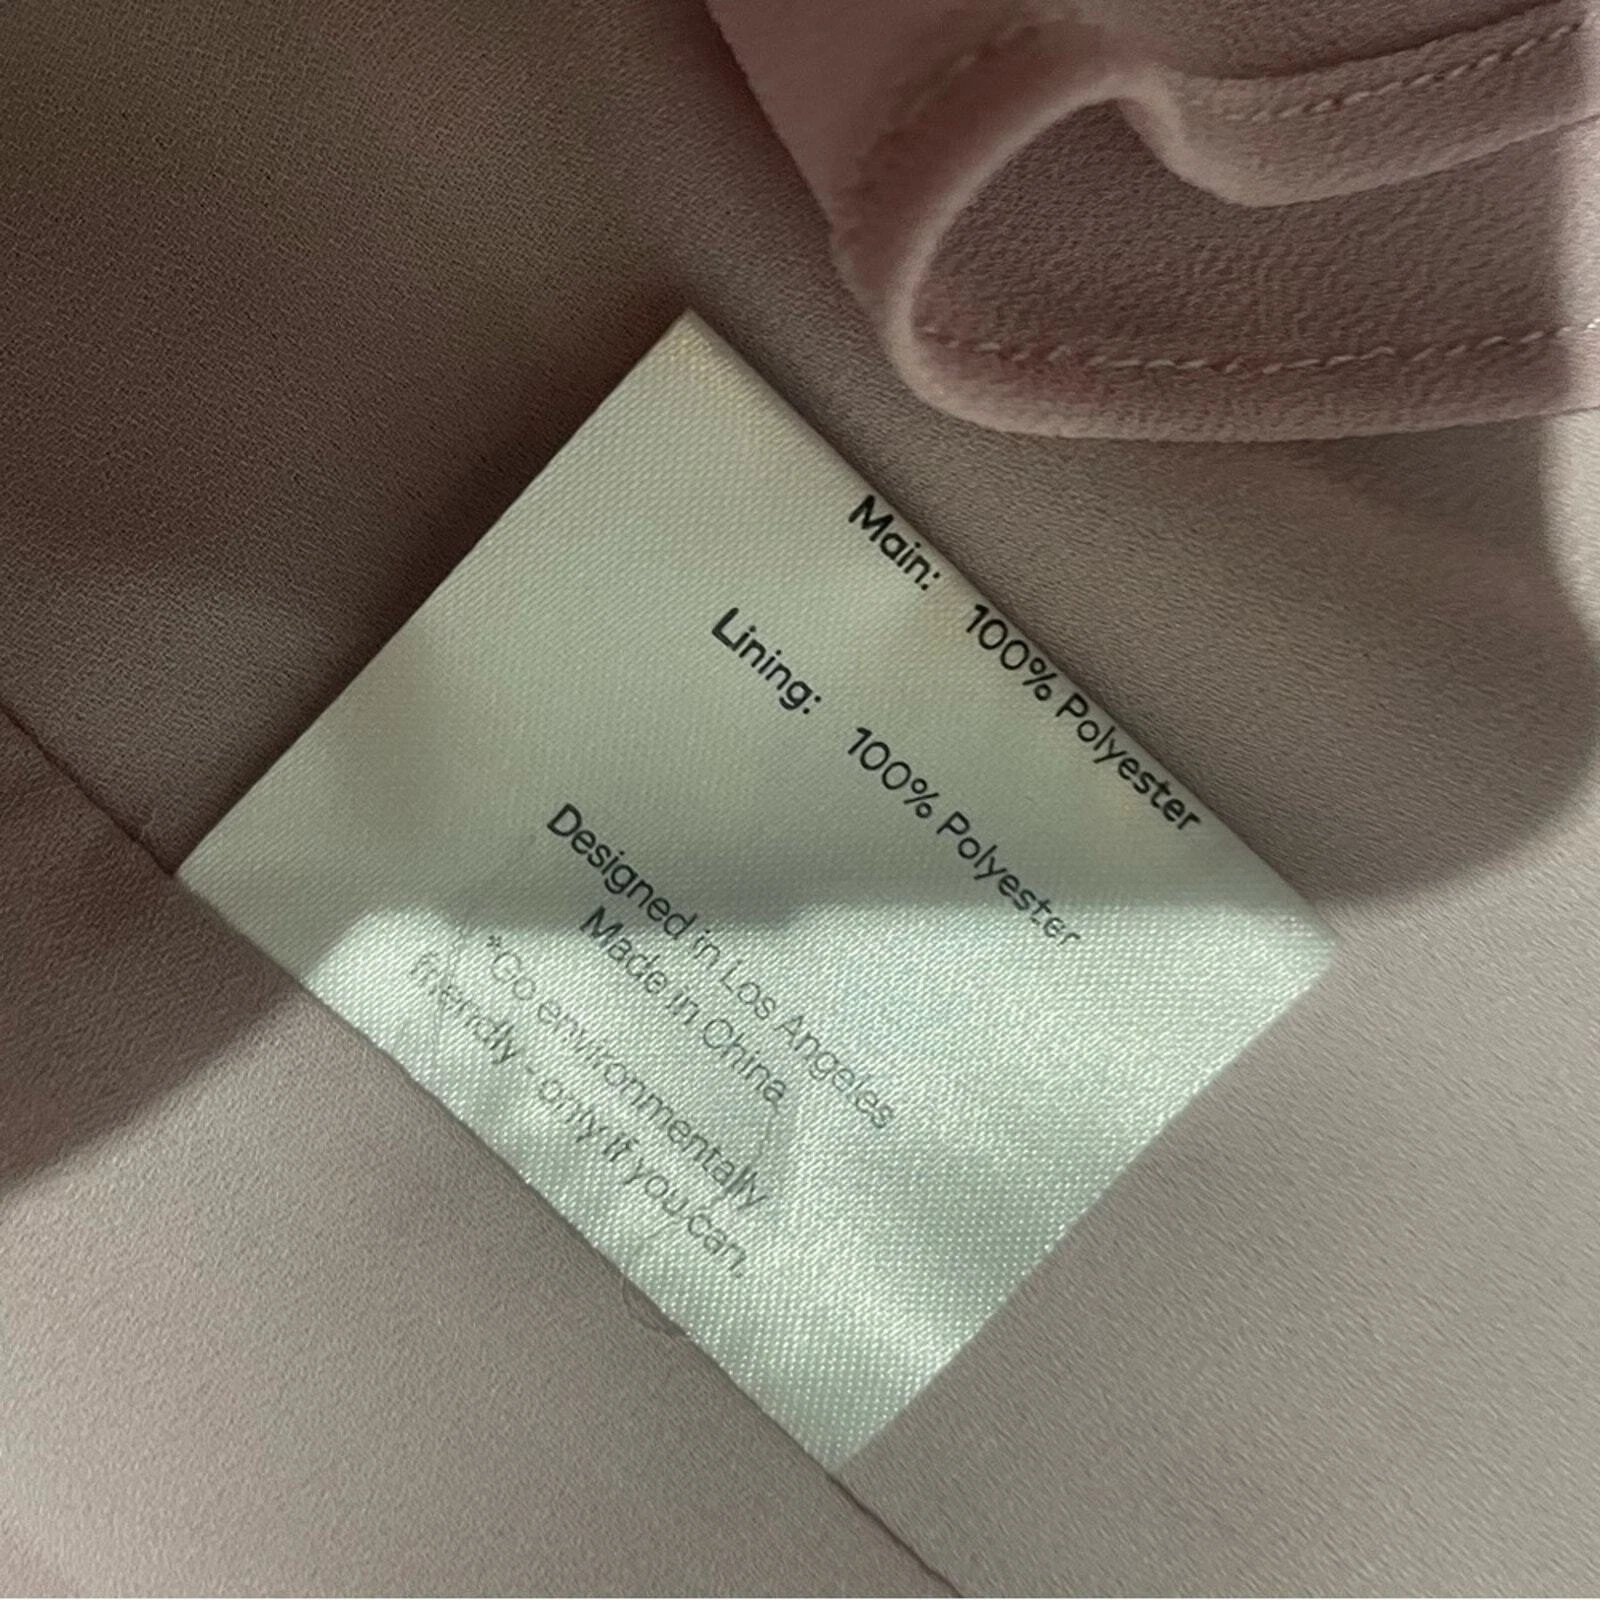 Main: 100% Polyester
Lining: 100% Polyester
Designed in Los Angeles
Made in China
*Go environmentally
friendly - only if you can.